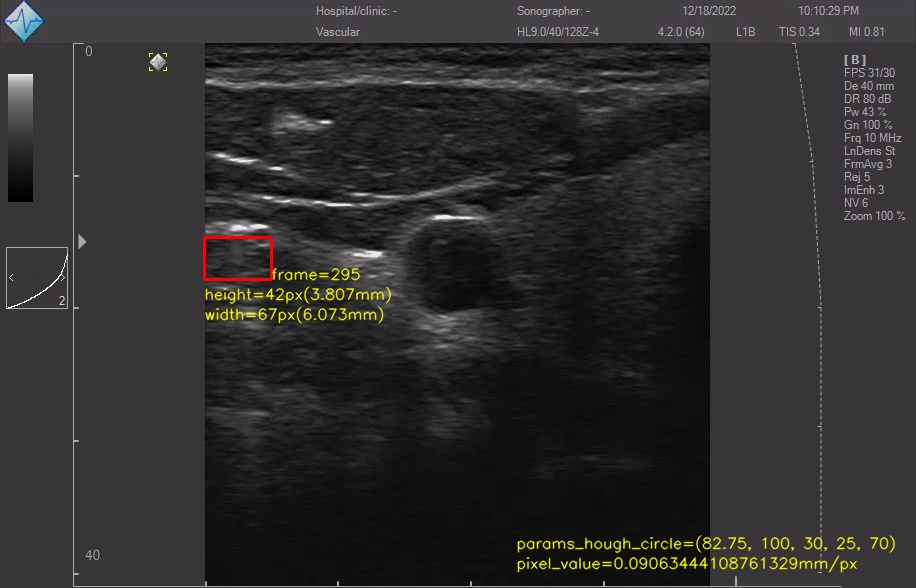 Hospital/clinic: - Sonographer: - 12/18/2022 10:10:29 PM
Vascular HL9.0/40/128Z-4 4.2.0 (64) L1B TIS 0.34 MI 0.81
0
[ B ]
FPS 31/30
De 40 mm
DR 80 dB
Pw 43 %
Gn 100 %
Frq 10 MHz
LnDens St
FrmAvg 3
Rej 5
ImEnh 3
NV 6
Zoom 100 %
frame=295
height=42px(3.807mm)
2
width=67px(6.073mm)
params_hough_circle=(82.75, 100, 30, 25, 70)
40
pixel_value=0.09063444108761329mm/px